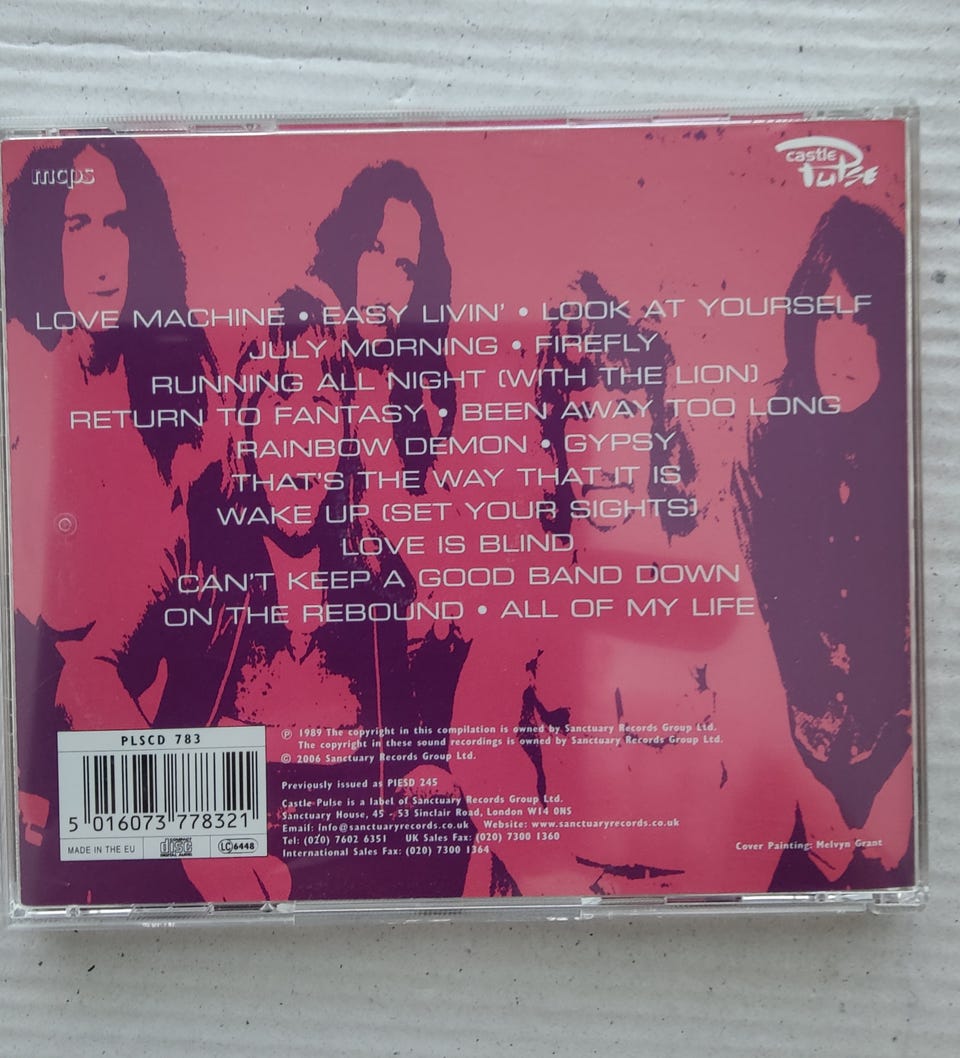 mcps
castle
Pulse
LOVE MACHINE • EASY LIVIN' • LOOK AT YOURSELF
JULY MORNING • FIREFLY
RUNNING ALL NIGHT (WITH THE LION)
RETURN TO FANTASY • BEEN AWAY TOO LONG
RAINBOW DEMON • GYPSY
THAT'S THE WAY THAT IT IS
WAKE UP (SET YOUR SIGHTS)
LOVE IS BLIND
CAN'T KEEP A GOOD BAND DOWN
ON THE REBOUND • ALL OF MY LIFE
PLSCD 783
5 016073 778321
MADE IN THE EU
COMPACT
disc
DIGITAL AUDIO
LC 6448
℗ 1989 The copyright in this compilation is owned by Sanctuary Records Group Ltd.
The copyright in these sound recordings is owned by Sanctuary Records Group Ltd.
© 2006 Sanctuary Records Group Ltd.
Previously issued as PIESD 245
Castle Pulse is a label of Sanctuary Records Group Ltd.
Sanctuary House, 45 - 53 Sinclair Road, London W14 0NS
Email: info@sanctuaryrecords.co.uk Website: www.sanctuaryrecords.co.uk
Tel: (020) 7602 6351 UK Sales Fax: (020) 7300 1360
International Sales Fax: (020) 7300 1364
Cover Painting: Melvyn Grant